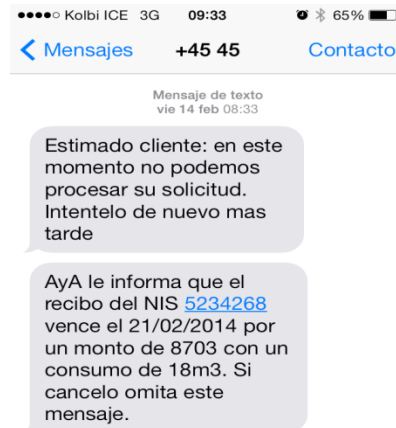 Kolbi ICE 3G 09:33 65%
Mensajes +45 45 Contacto
Mensaje de texto
vie 14 feb 08:33
Estimado cliente: en este
momento no podemos
procesar su solicitud.
Intentelo de nuevo mas
tarde
AyA le informa que el
recibo del NIS 5234268
vence el 21/02/2014 por
un monto de 8703 con un
consumo de 18m3. Si
cancelo omita este
mensaje.